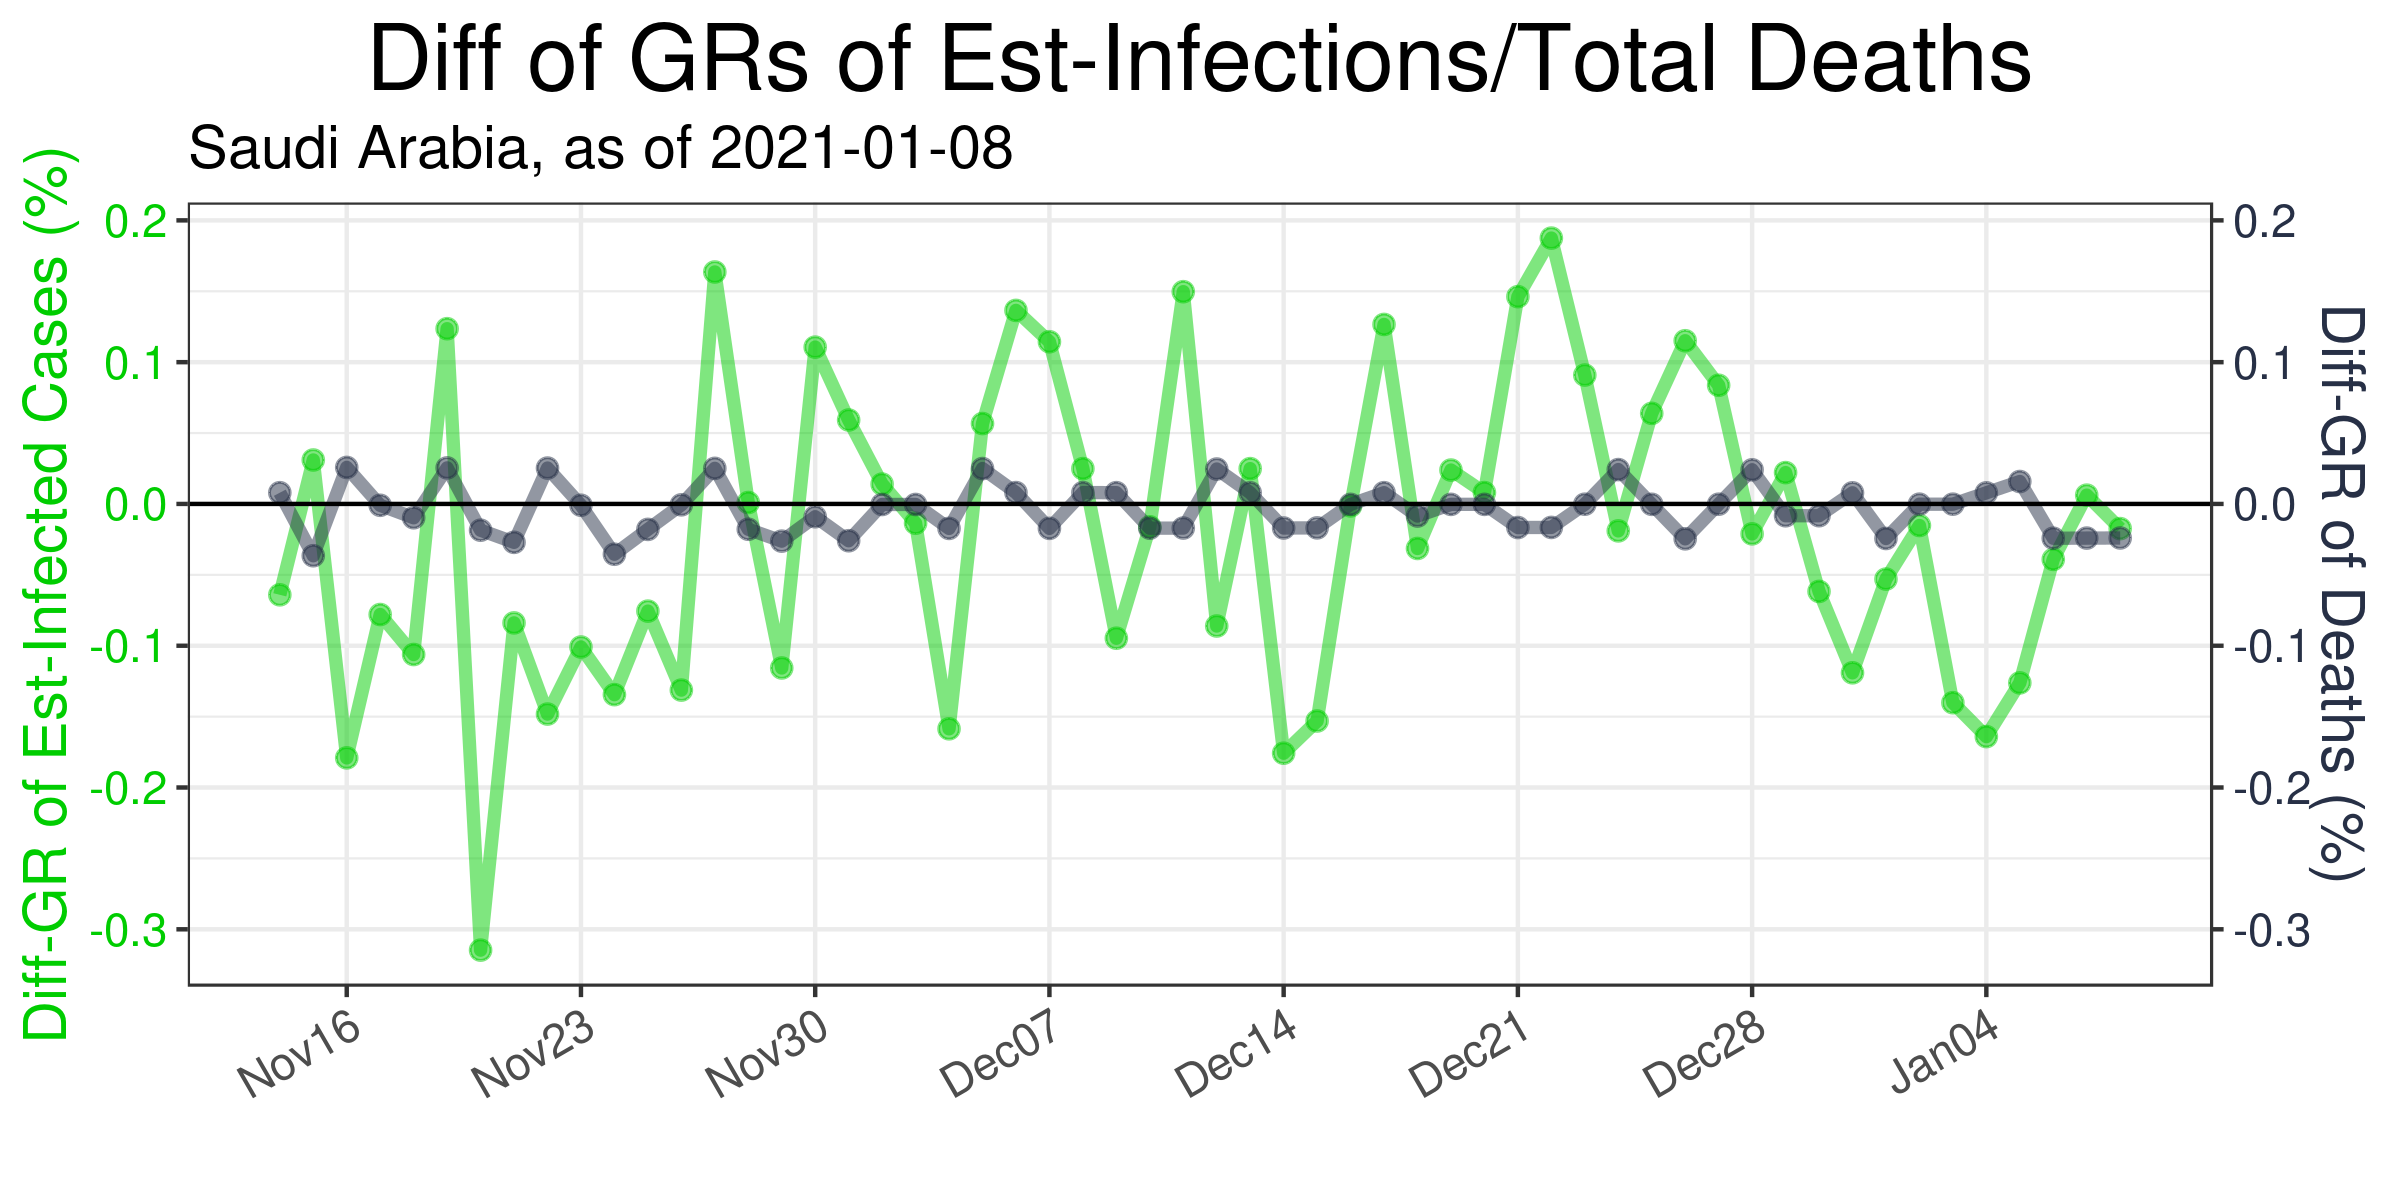 Diff of GRs of Est-Infections/Total Deaths
Saudi Arabia, as of 2021-01-08
Diff-GR of Est-Infected Cases (%)
0.2
0.1
0.0
-0.1
-0.2
-0.3
0.2
0.1
0.0
-0.1
-0.2
-0.3
Diff-GR of Deaths (%)
Nov16
Nov23
Nov30
Dec07
Dec14
Dec21
Dec28
Jan04